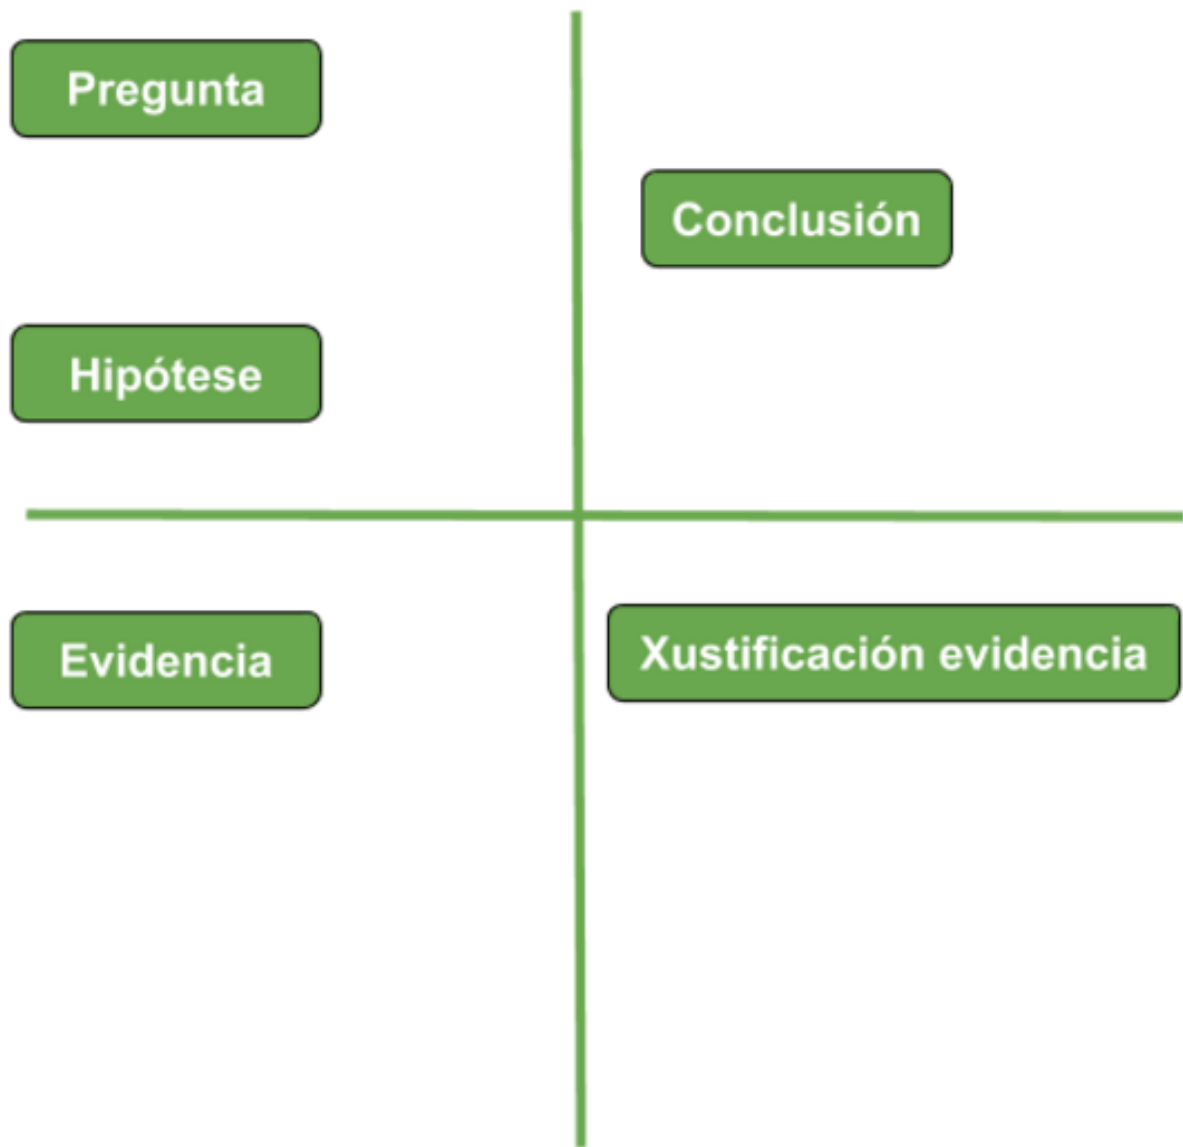 Pregunta
Hipótese
Conclusión
Evidencia
Xustificación evidencia